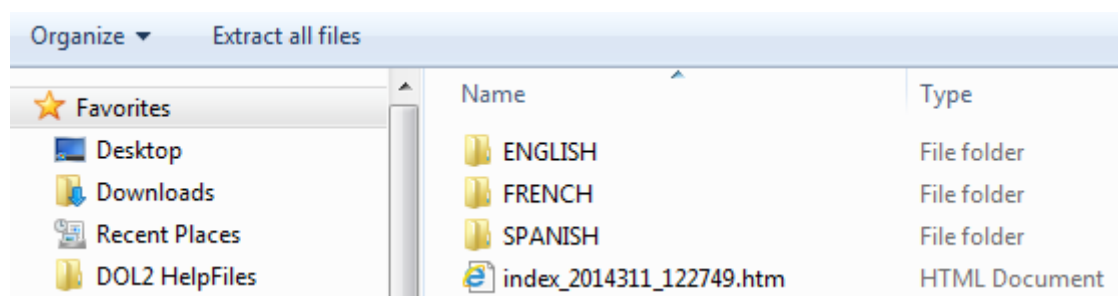 Organize Extract all files
Favorites
Desktop
Downloads
Recent Places
DOL2 HelpFiles
Name Type
ENGLISH File folder
FRENCH File folder
SPANISH File folder
index_2014311_122749.htm HTML Document